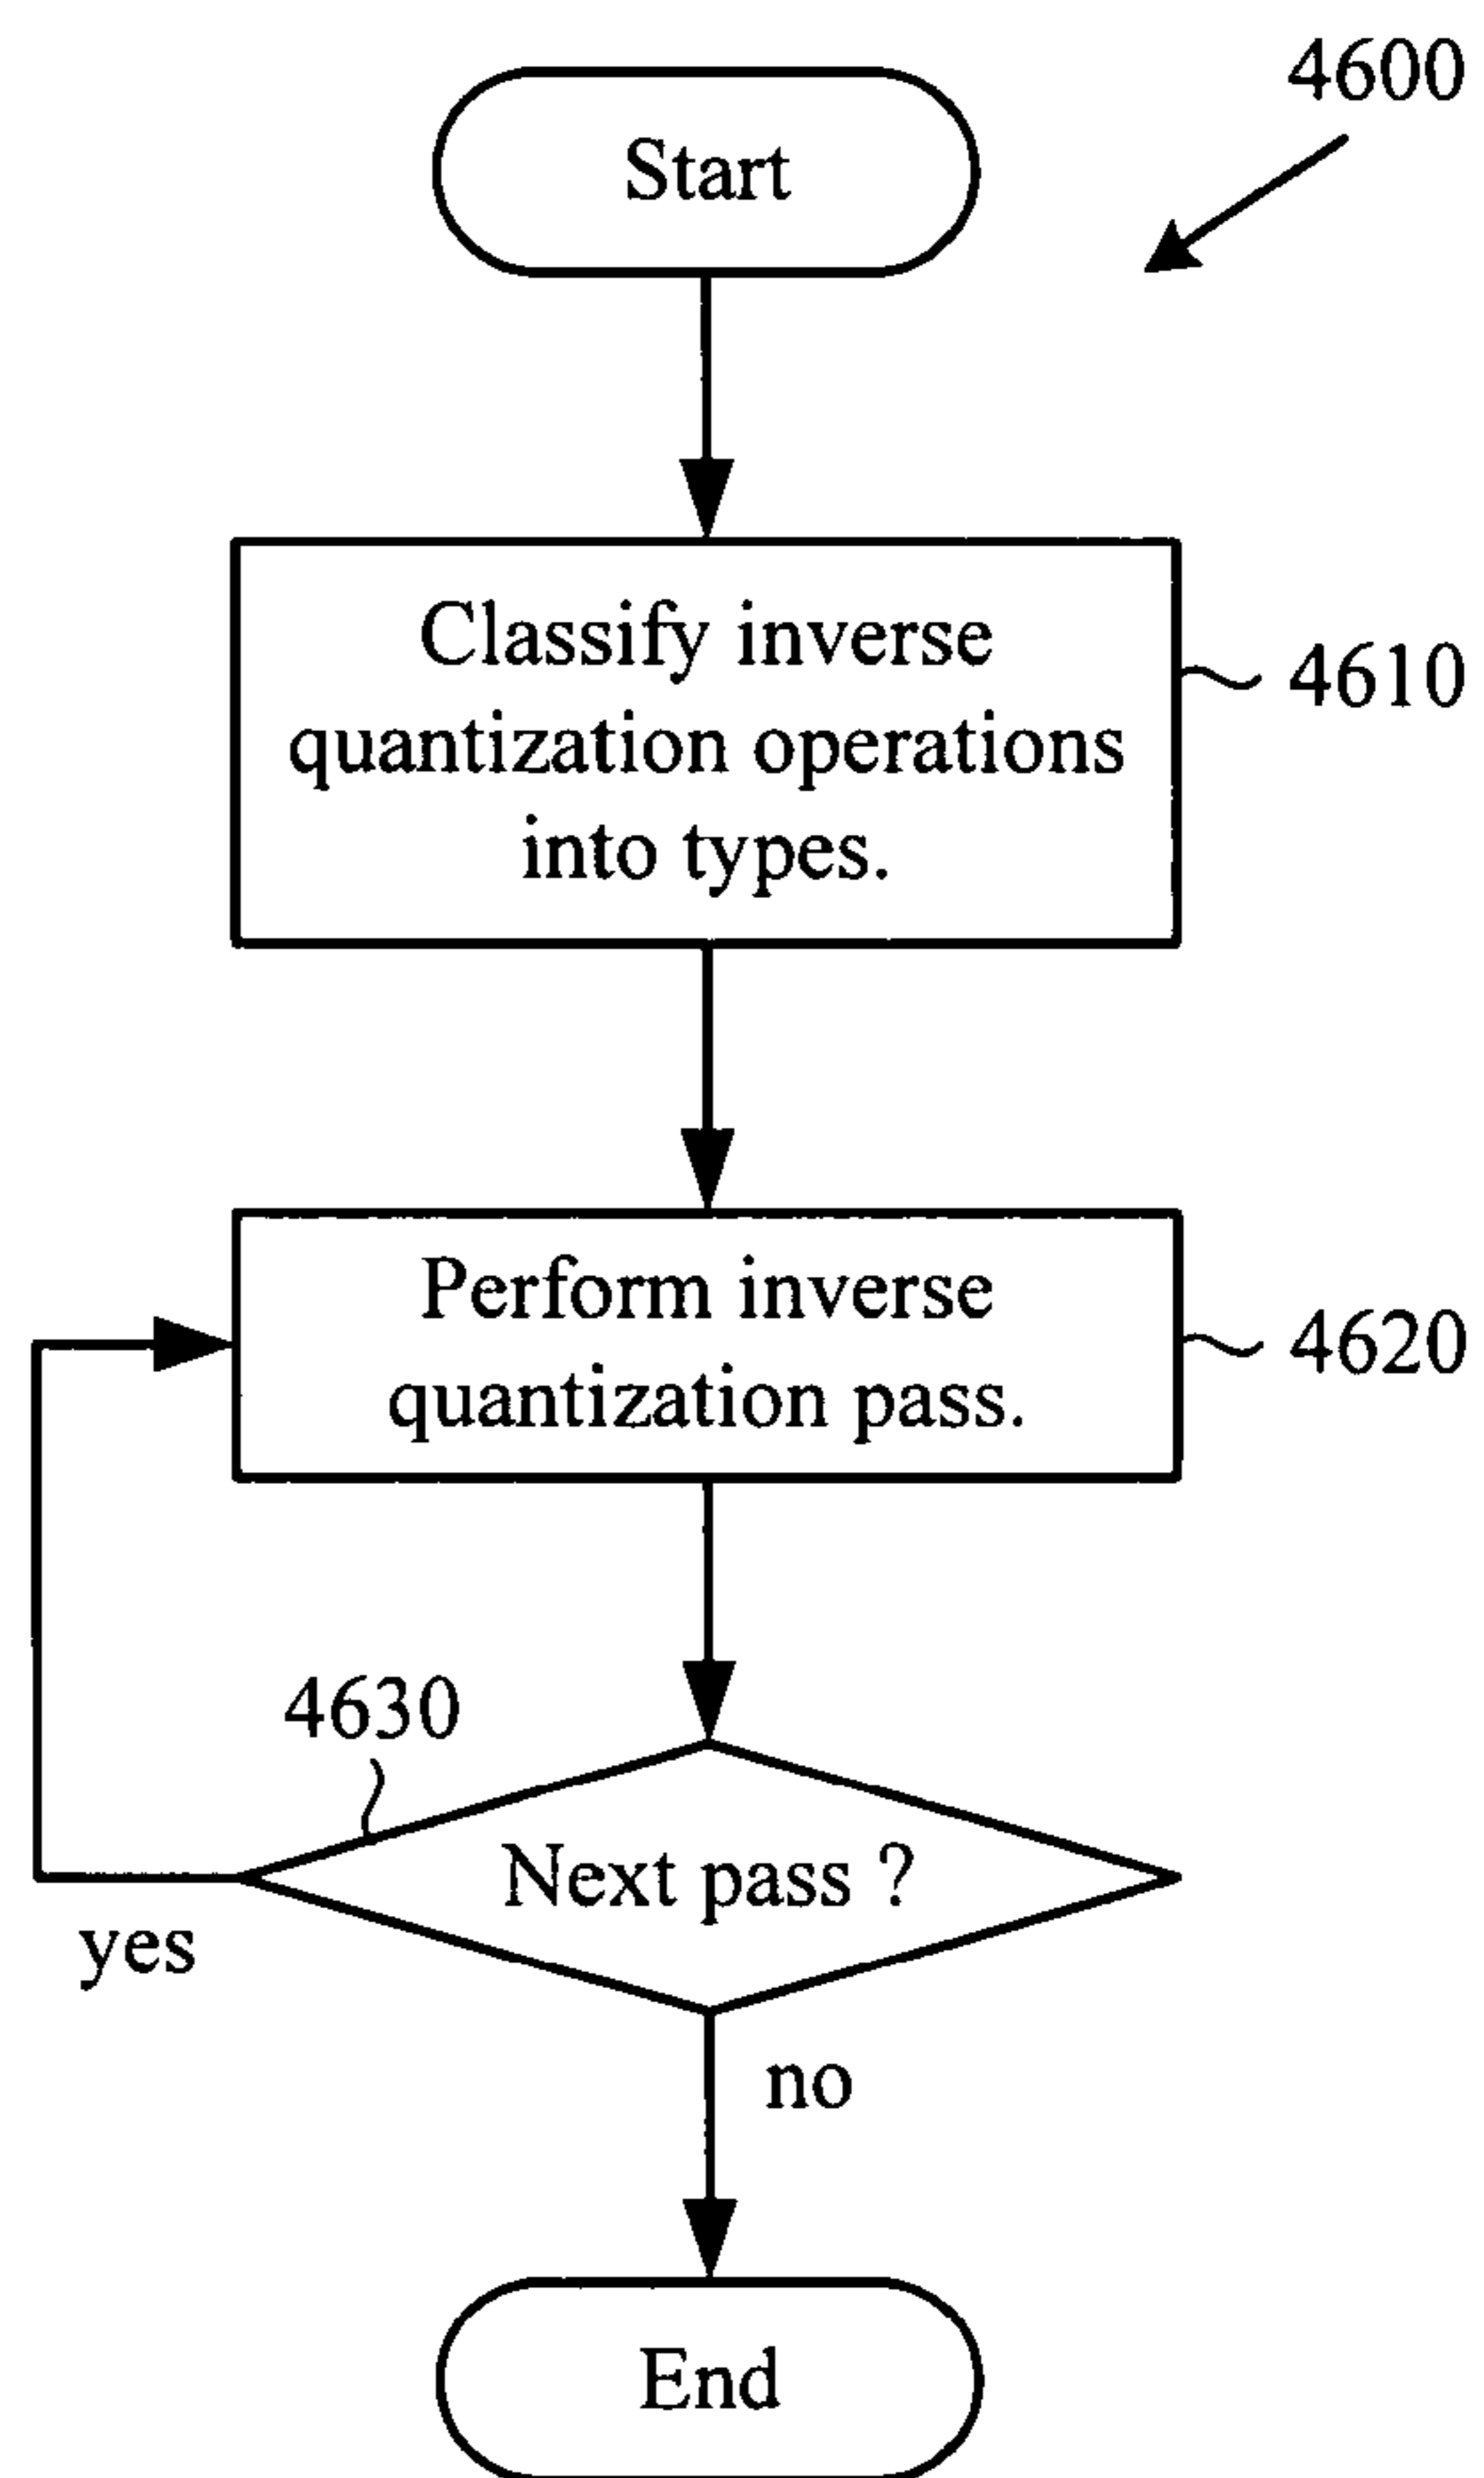 4600
Start
Classify inverse
quantization operations
into types.
4610
Perform inverse
quantization pass.
4620
4630
Next pass ?
yes
no
End